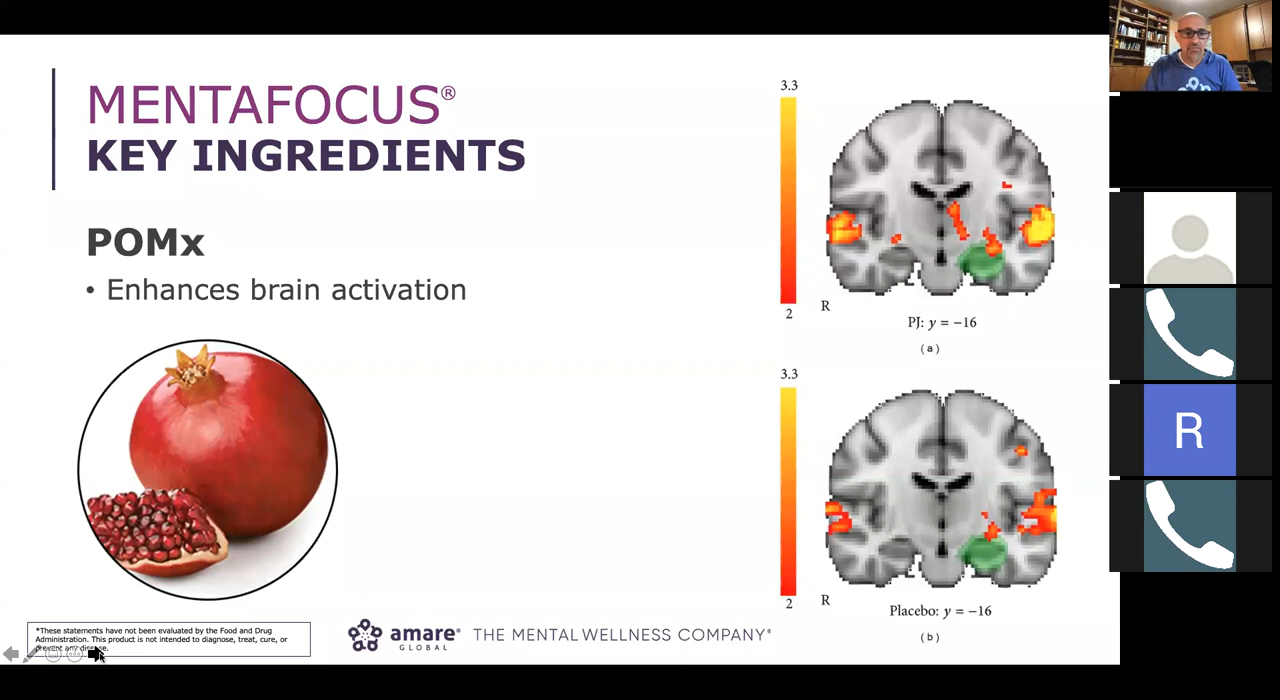 MENTAFOCUS®
KEY INGREDIENTS
POMx
• Enhances brain activation
3.3
2
R
PJ: y = −16
(a)
3.3
2
R
Placebo: y = −16
(b)
*These statements have not been evaluated by the Food and Drug
Administration. This product is not intended to diagnose, treat, cure, or
prevent any disease.
amare®
GLOBAL
THE MENTAL WELLNESS COMPANY®
R